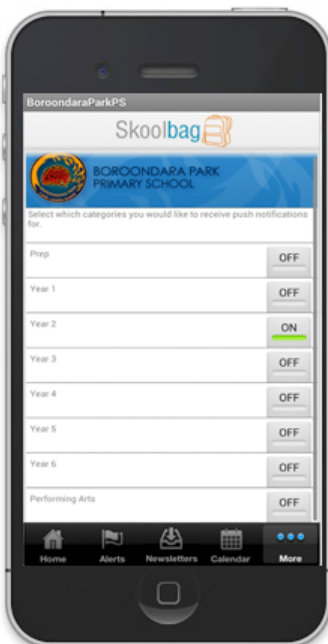 BoroondaraParkPS
Skoolbag
BOROONDARA PARK
PRIMARY SCHOOL
Select which categories you would like to receive push notifications
for.
Prep OFF
Year 1 OFF
Year 2 ON
Year 3 OFF
Year 4 OFF
Year 5 OFF
Year 6 OFF
Performing Arts OFF
Home Alerts Newsletters Calendar More